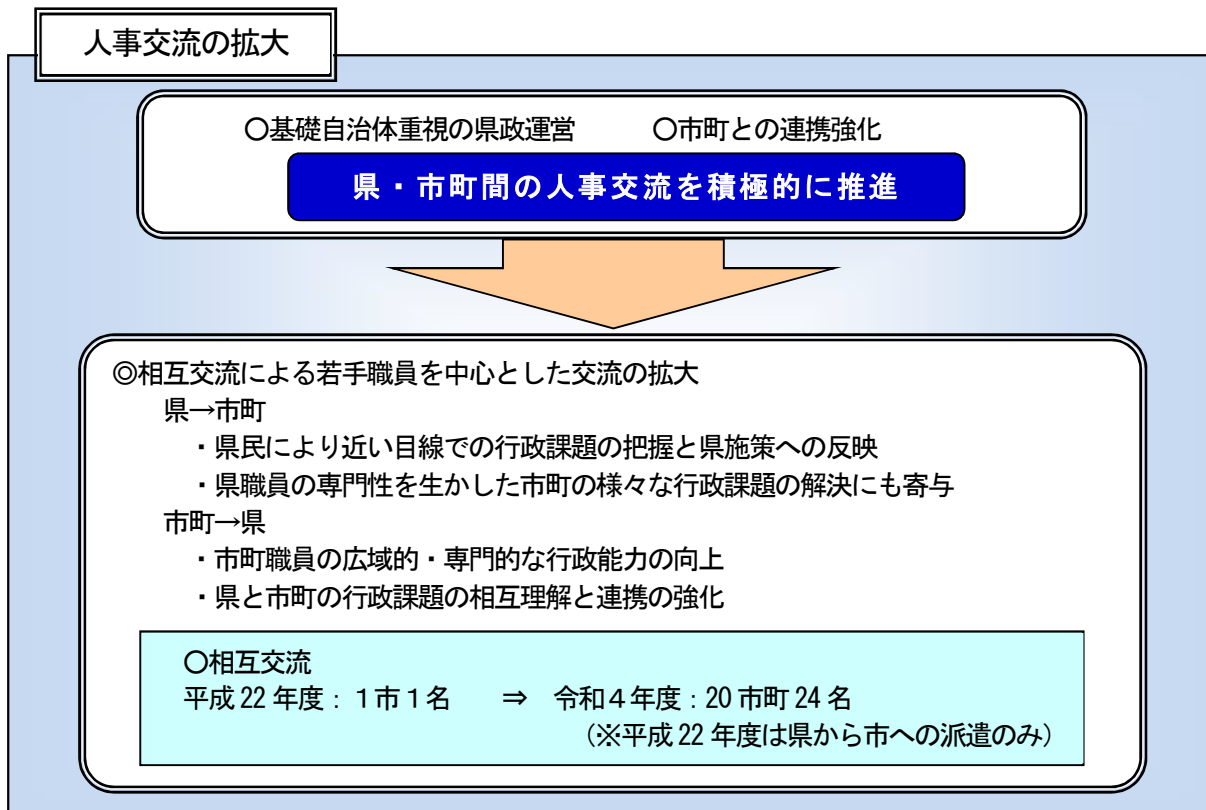 人事交流の拡大
〇基礎自治体重視の県政運営　　〇市町との連携強化
県・市町間の人事交流を積極的に推進
◎相互交流による若手職員を中心とした交流の拡大
県→市町
・県民により近い目線での行政課題の把握と県施策への反映
・県職員の専門性を生かした市町の様々な行政課題の解決にも寄与
市町→県
・市町職員の広域的・専門的な行政能力の向上
・県と市町の行政課題の相互理解と連携の強化
〇相互交流
平成 22 年度：１市１名　　⇒　令和４年度：20 市町 24 名
（※平成 22 年度は県から市への派遣のみ）